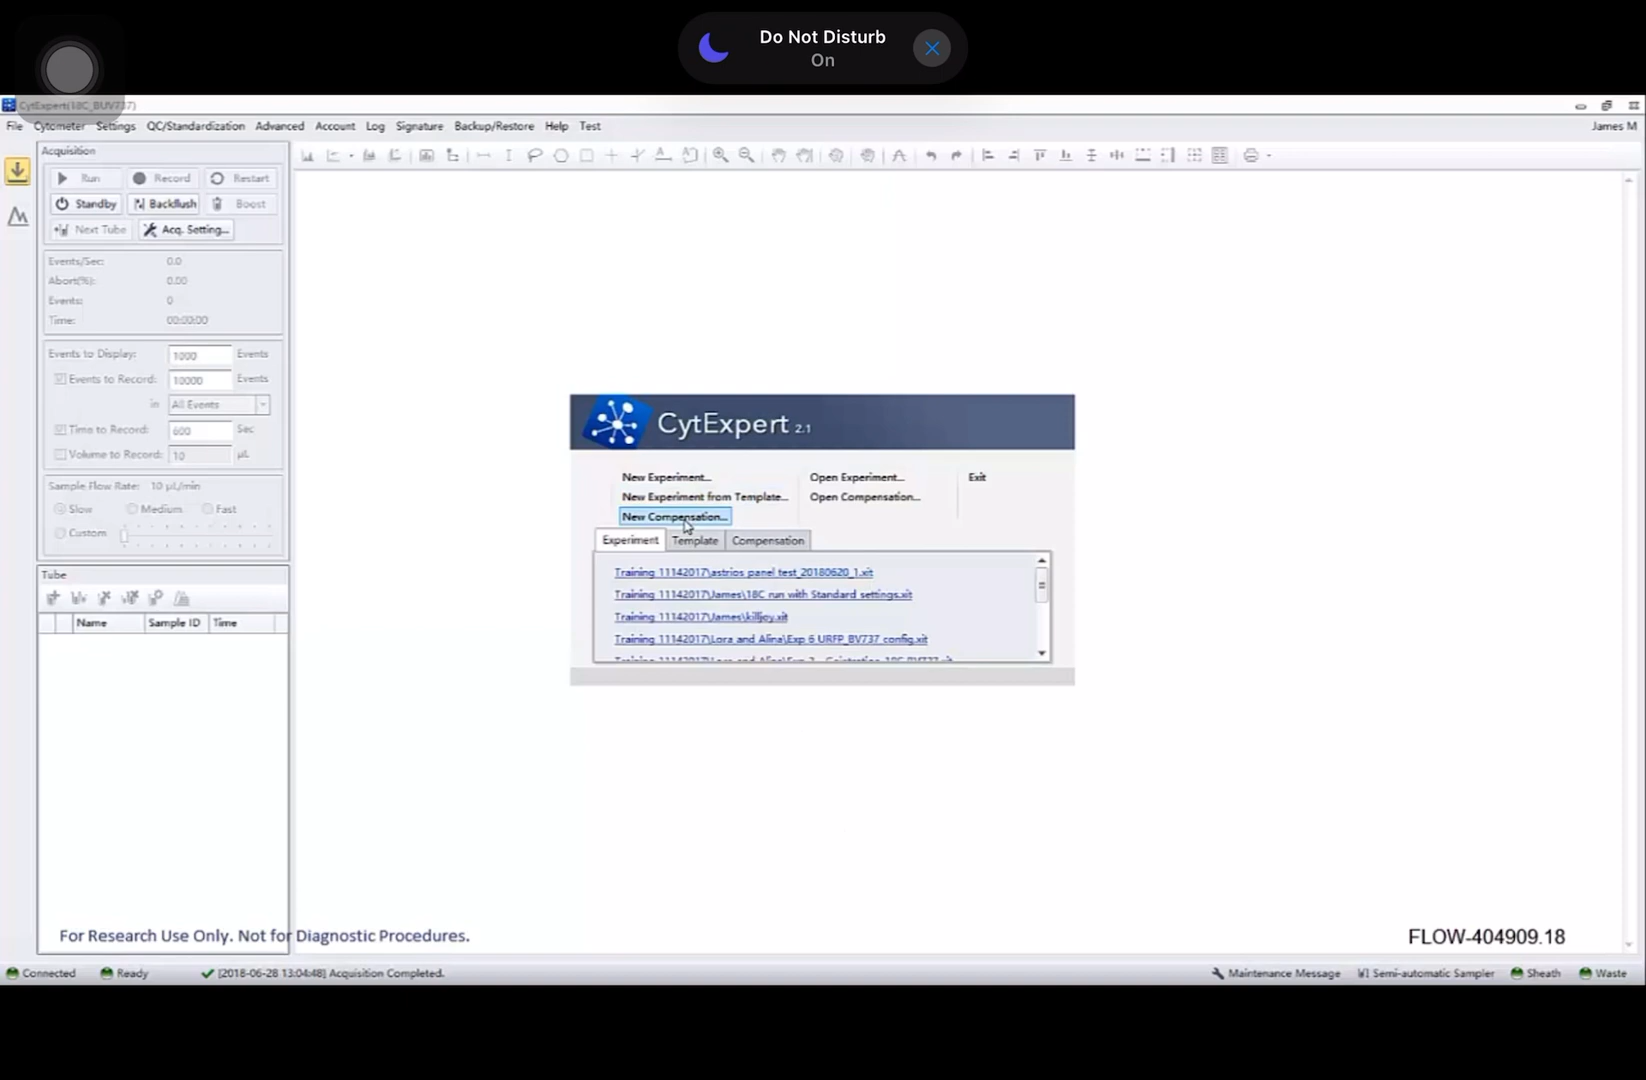 Do Not Disturb
On
CytExpert(18C_BUV737)
File Cytometer Settings QC/Standardization Advanced Account Log Signature Backup/Restore Help Test James M
Acquisition
Run Record Restart
Standby Backflush Boost
Next Tube Acq. Setting...
Events/Sec: 0.0
Abort(%): 0.00
Events: 0
Time: 00:00:00
Events to Display: 1000 Events
Events to Record: 10000 Events
in All Events
Time to Record: 600 Sec
Volume to Record: 10 µL
Sample Flow Rate: 10 µL/min
Slow Medium Fast
Custom
Tube
Name Sample ID Time
CytExpert 2.1
New Experiment... Open Experiment... Exit
New Experiment from Template... Open Compensation...
New Compensation...
Experiment Template Compensation
Training 11142017\astrios panel test_20180620_1.xit
Training 11142017\James\18C run with Standard settings.xit
Training 11142017\James\killjoy.xit
Training 11142017\Lora and Alina\Exp 6 URFP_BV737 config.xit
For Research Use Only. Not for Diagnostic Procedures.
FLOW-404909.18
Connected Ready [2018-06-28 13:04:48] Acquisition Completed. Maintenance Message Semi-automatic Sampler Sheath Waste